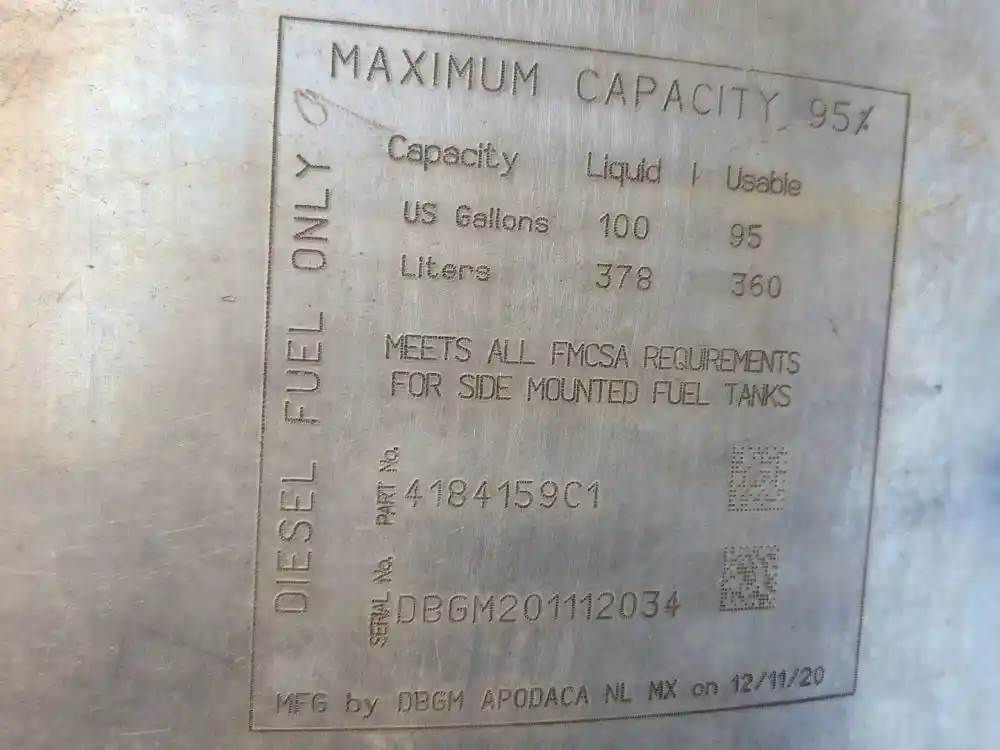 MAXIMUM CAPACITY 95%
Capacity Liquid Usable
US Gallons 100 95
Liters 378 360
MEETS ALL FMCSA REQUIREMENTS
FOR SIDE MOUNTED FUEL TANKS
PART No. 4184159C1
SERIAL No. DBGM201112034
MFG by DBGM APODACA NL MX on 12/11/20
DIESEL FUEL ONLY